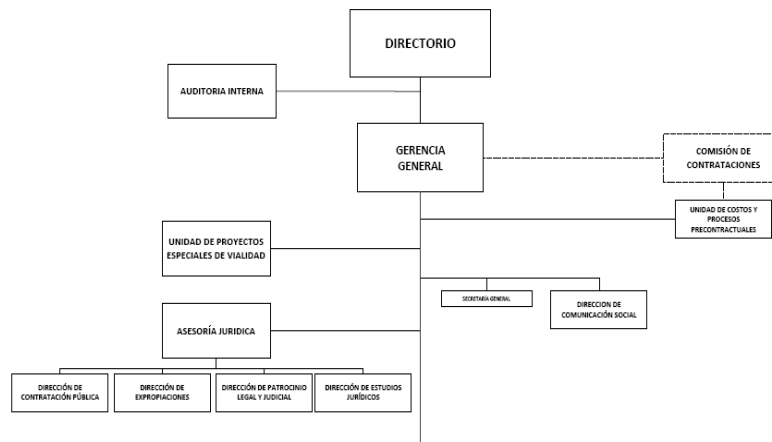 DIRECTORIO
AUDITORIA INTERNA
GERENCIA
GENERAL
COMISIÓN DE
CONTRATACIONES
UNIDAD DE COSTOS Y
PROCESOS
PRECONTRACTUALES
UNIDAD DE PROYECTOS
ESPECIALES DE VIALIDAD
SECRETARÍA GENERAL
DIRECCION DE
COMUNICACIÓN SOCIAL
ASESORÍA JURIDICA
DIRECCIÓN DE
CONTRATACIÓN PÚBLICA
DIRECCIÓN DE
EXPROPIACIONES
DIRECCIÓN DE PATROCINIO
LEGAL Y JUDICIAL
DIRECCIÓN DE ESTUDIOS
JURÍDICOS